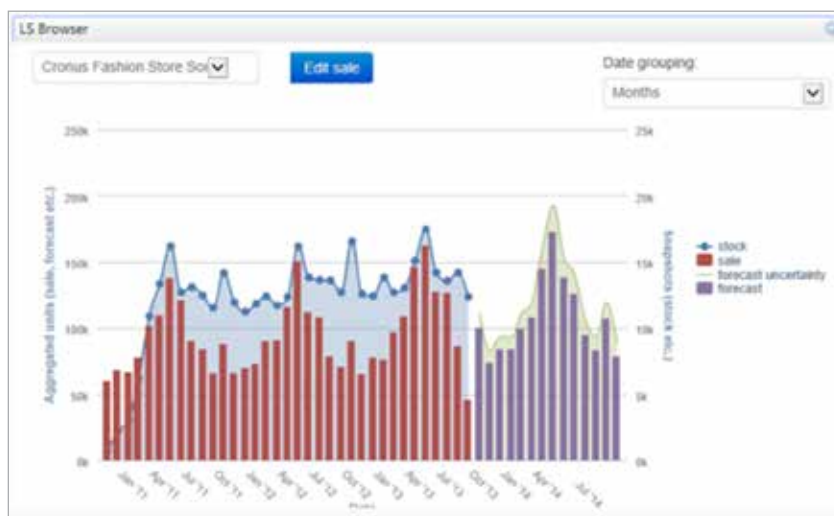 LS Browser
Cronus Fashion Store
Edit sale
Date grouping:
Months
250k
200k
150k
100k
50k
0k
Aggregated units (sale, forecast etc.)
25k
20k
15k
10k
5k
0k
Snapshots (stock etc.)
stock
sale
forecast uncertainty
forecast
Jan '11
Apr '11
Jul '11
Oct '11
Jan '12
Apr '12
Jul '12
Oct '12
Jan '13
Apr '13
Jul '13
Oct '13
Jan '14
Apr '14
Jul '14